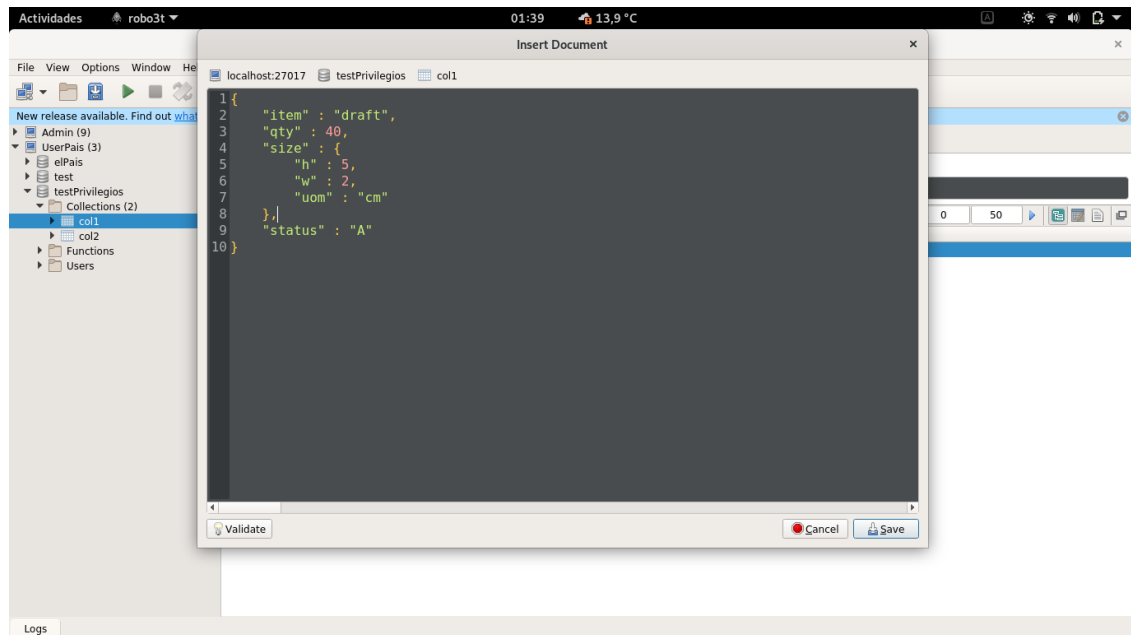 Actividades robo3t 01:39 13,9 °C A
Insert Document
File View Options Window He
localhost:27017 testPrivilegios col1
New release available. Find out what
Admin (9)
UserPais (3)
elPais
test
testPrivilegios
Collections (2)
col1
col2
Functions
Users
1 {
2 "item" : "draft",
3 "qty" : 40,
4 "size" : {
5 "h" : 5,
6 "w" : 2,
7 "uom" : "cm"
8 },
9 "status" : "A"
10 }
0 50
Validate Cancel Save
Logs